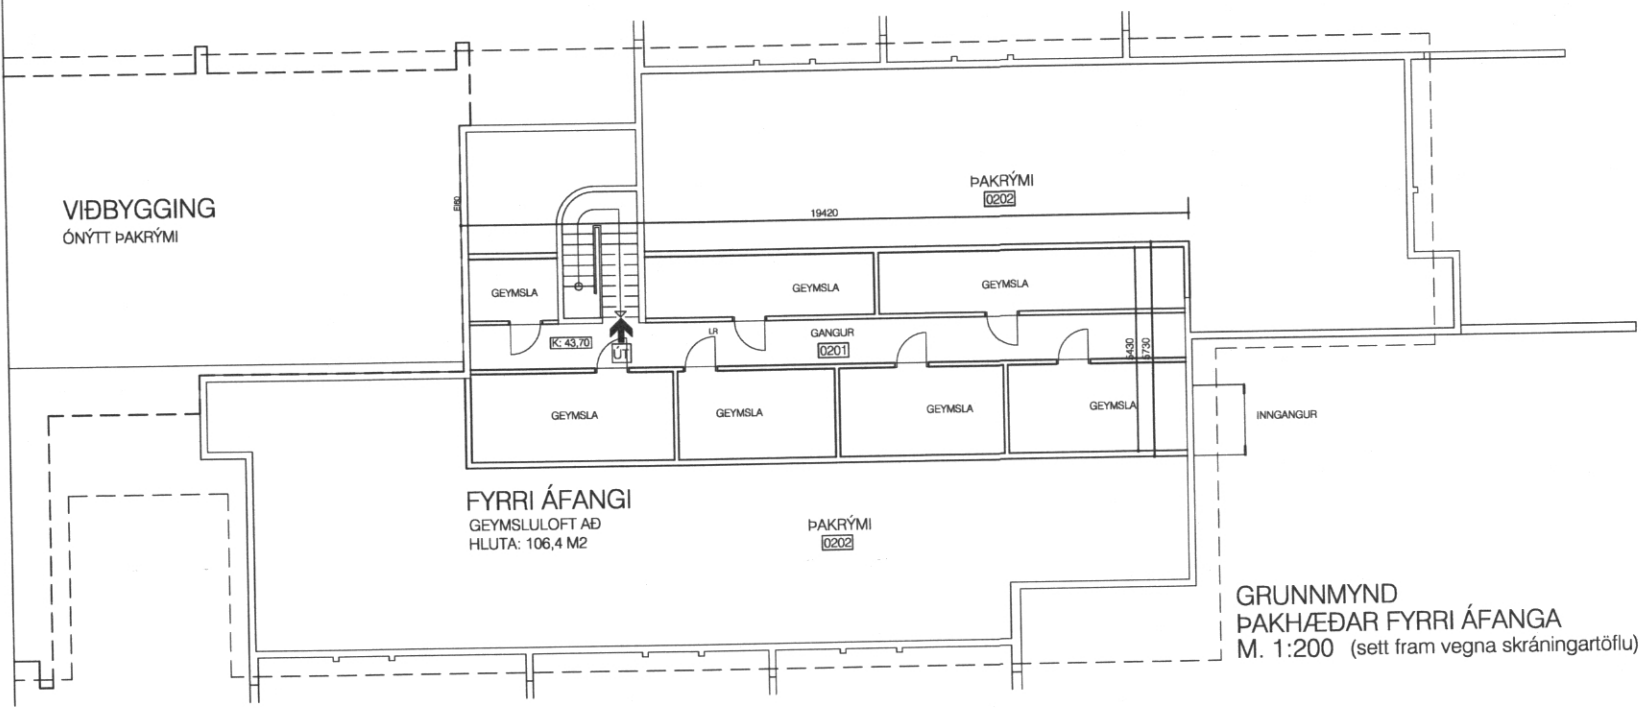 VIÐBYGGING
ÓNÝTT ÞAKRÝMI
EI60
ÞAKRÝMI
0202
19420
GEYMSLA
GEYMSLA
GEYMSLA
K: 43,70
ÚT
LR
GANGUR
0201
5430
5730
GEYMSLA
GEYMSLA
GEYMSLA
GEYMSLA
INNGANGUR
FYRRI ÁFANGI
GEYMSLULOFT AÐ
HLUTA: 106,4 M2
ÞAKRÝMI
0202
GRUNNMYND
ÞAKHÆÐAR FYRRI ÁFANGA
M. 1:200 (sett fram vegna skráningartöflu)